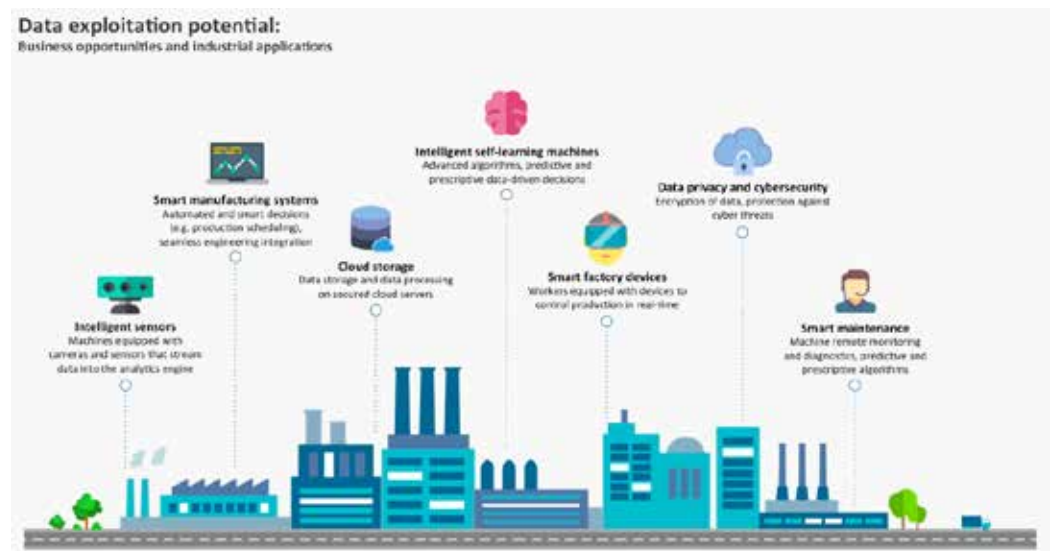 Data exploitation potential:
Business opportunities and industrial applications
Intelligent self-learning machines
Advanced algorithms, predictive and
prescriptive data-driven decisions
Smart manufacturing systems
Automated and smart decisions
(e.g. production scheduling),
seamless engineering integration
Data privacy and cybersecurity
Encryption of data, protection against
cyber threats
Cloud storage
Data storage and data processing
on secured cloud servers
Smart factory devices
Workers equipped with devices to
control production in real-time
Intelligent sensors
Machines equipped with
cameras and sensors that stream
data into the analytics engine
Smart maintenance
Machine remote monitoring
and diagnostics, predictive and
prescriptive algorithms